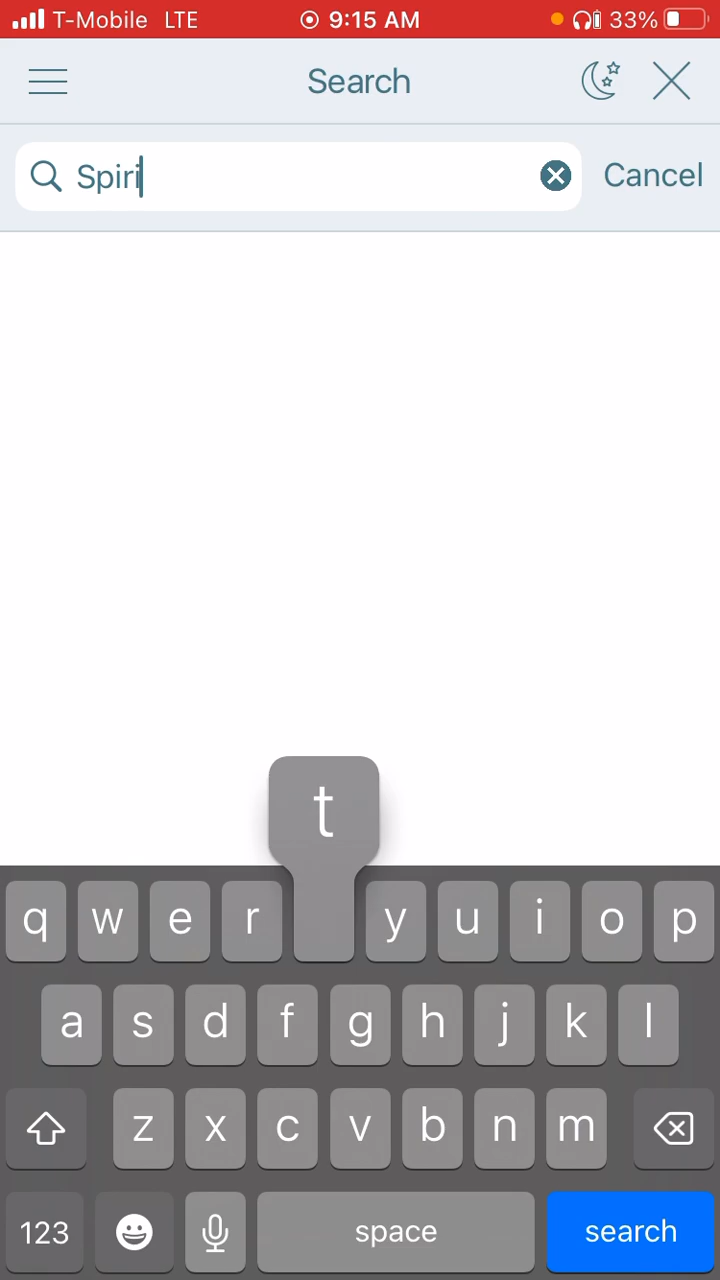 T-Mobile LTE 9:15 AM 33%
Search
Spiri Cancel
t
q w e r y u i o p
a s d f g h j k l
z x c v b n m
123 space search